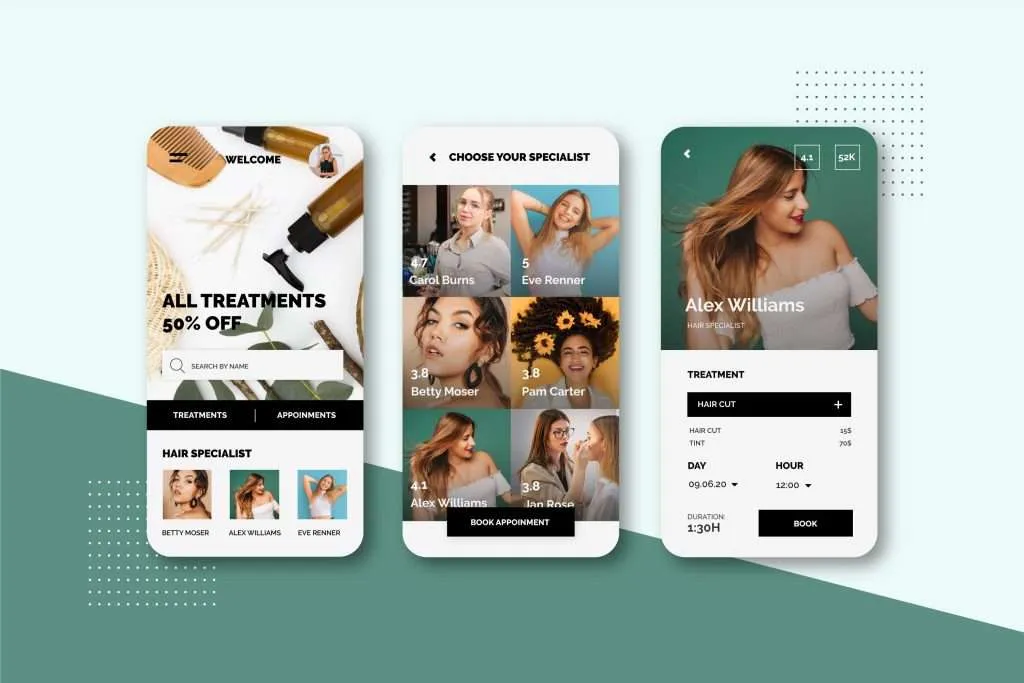 WELCOME
ALL TREATMENTS
50% OFF
SEARCH BY NAME
TREATMENTS
APPOINMENTS
HAIR SPECIALIST
BETTY MOSER
ALEX WILLIAMS
EVE RENNER
CHOOSE YOUR SPECIALIST
4.7
Carol Burns
5
Eve Renner
3.8
Betty Moser
3.8
Pam Carter
4.1
Alex Williams
3.8
Jan Rose
BOOK APPOINMENT
4.1
52K
Alex Williams
HAIR SPECIALIST
TREATMENT
HAIR CUT +
HAIR CUT 15$
TINT 70$
DAY
HOUR
09.06.20
12:00
DURATION:
1:30H
BOOK